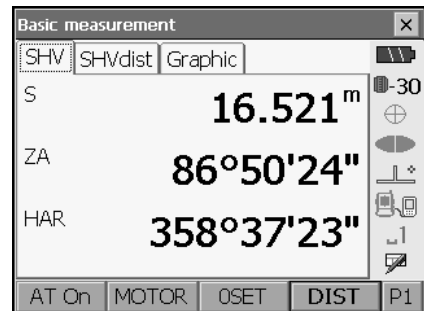 Basic measurement
SHV SHVdist Graphic
S 16.521 m
-30
ZA 86°50'24"
HAR 358°37'23"
1
AT On MOTOR 0SET DIST P1